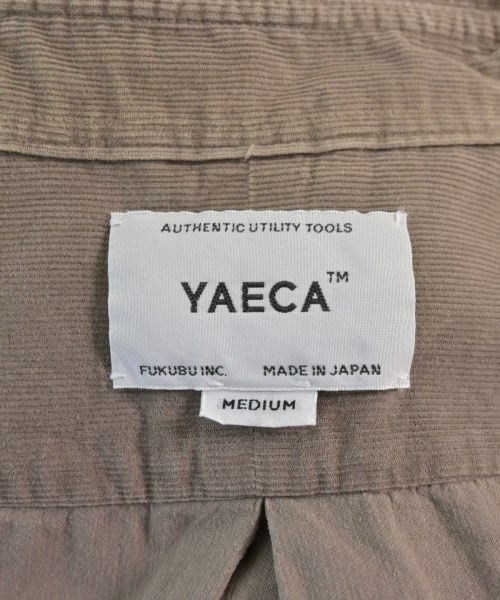 AUTHENTIC UTILITY TOOLS
YAECA™
FUKUBU INC. MADE IN JAPAN
MEDIUM